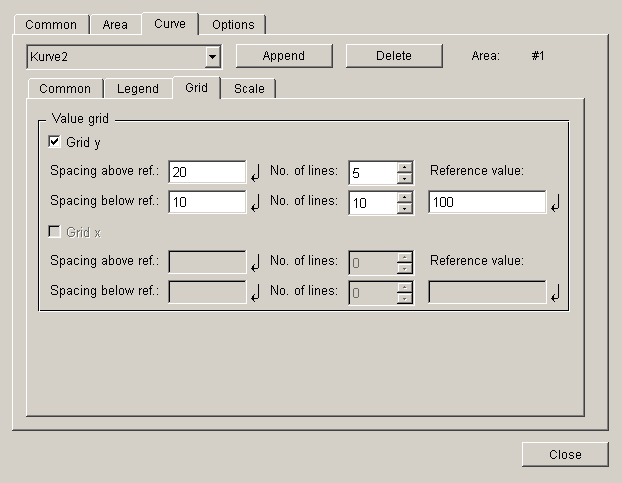 Common Area Curve Options
Kurve2 Append Delete Area: #1
Common Legend Grid Scale
Value grid
Grid y
Spacing above ref.: 20 No. of lines: 5 Reference value:
Spacing below ref.: 10 No. of lines: 10 100
Grid x
Spacing above ref.: No. of lines: 0 Reference value:
Spacing below ref.: No. of lines: 0
Close